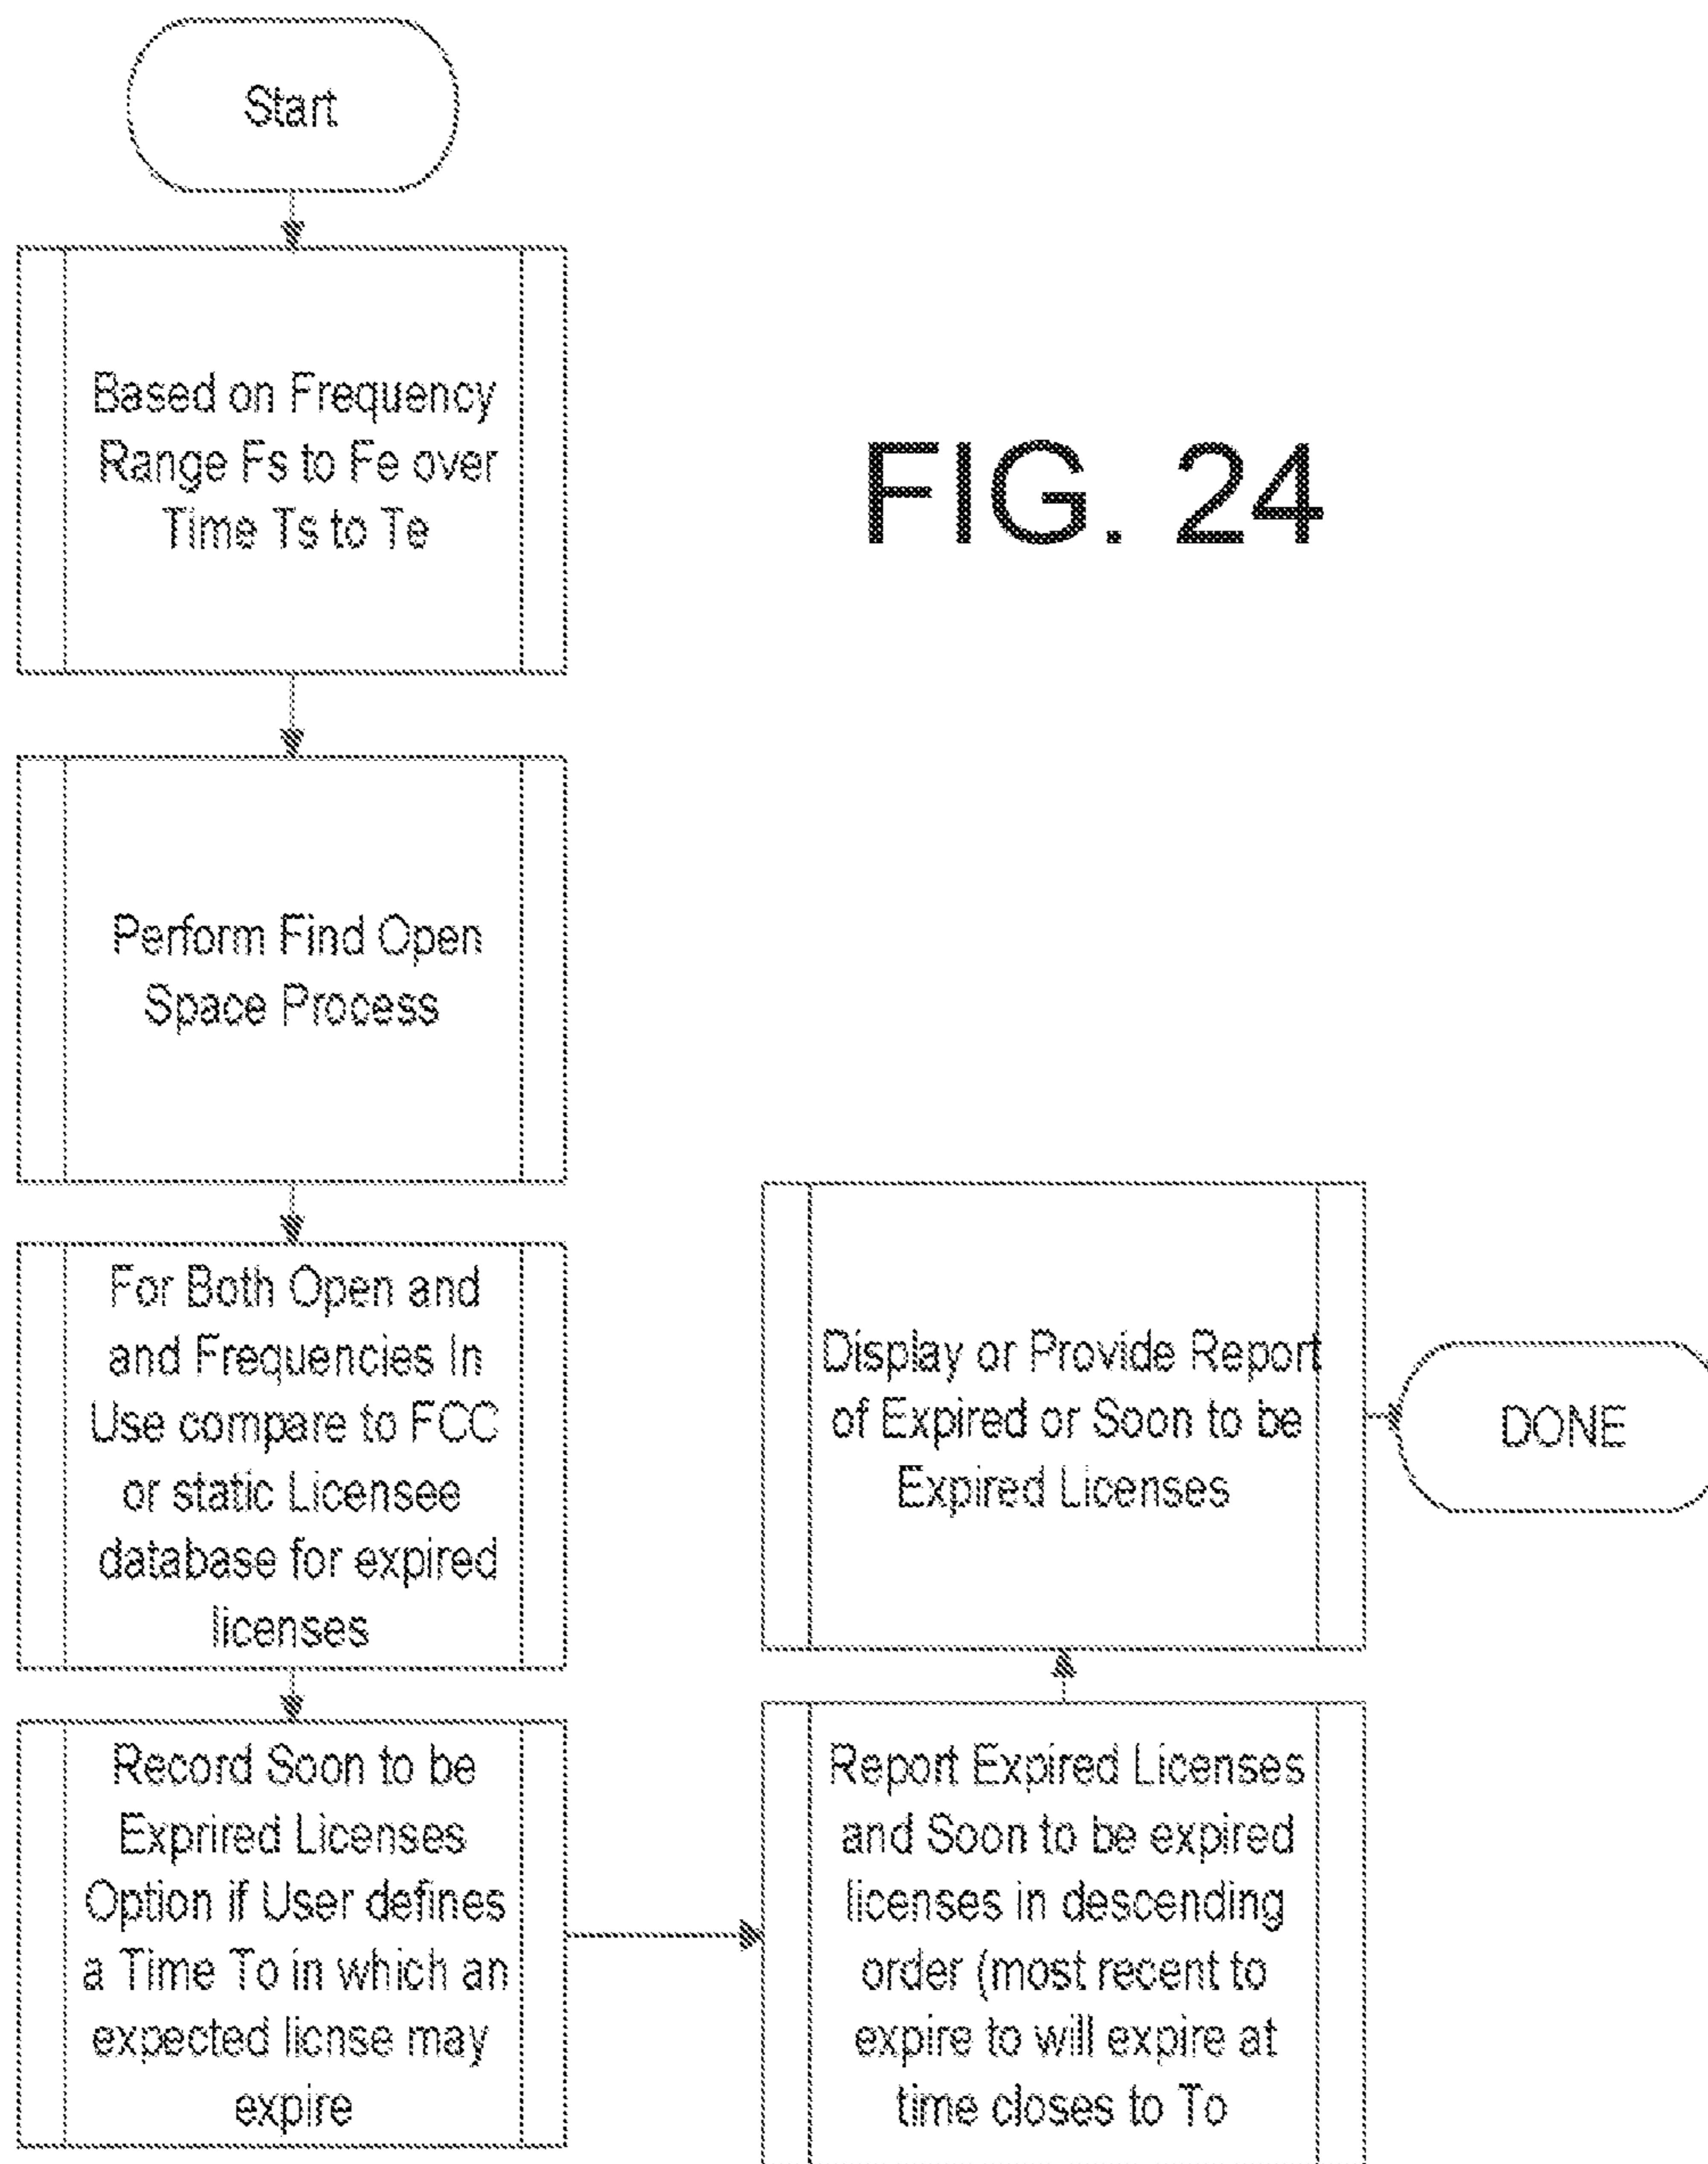 Start
Based on Frequency
Range Fs to Fe over
Time Ts to Te
FIG. 24
Perform Find Open
Space Process
For Both Open and
and Frequencies In
Use compare to FCC
or static Licensee
database for expired
licenses
Record Soon to be
Exprired Licenses
Option if User defines
a Time To in which an
expected licnse may
expire
Report Expired Licenses
and Soon to be expired
licenses in descending
order (most recent to
expire to will expire at
time closes to To
Display or Provide Report
of Expired or Soon to be
Expired Licenses
DONE